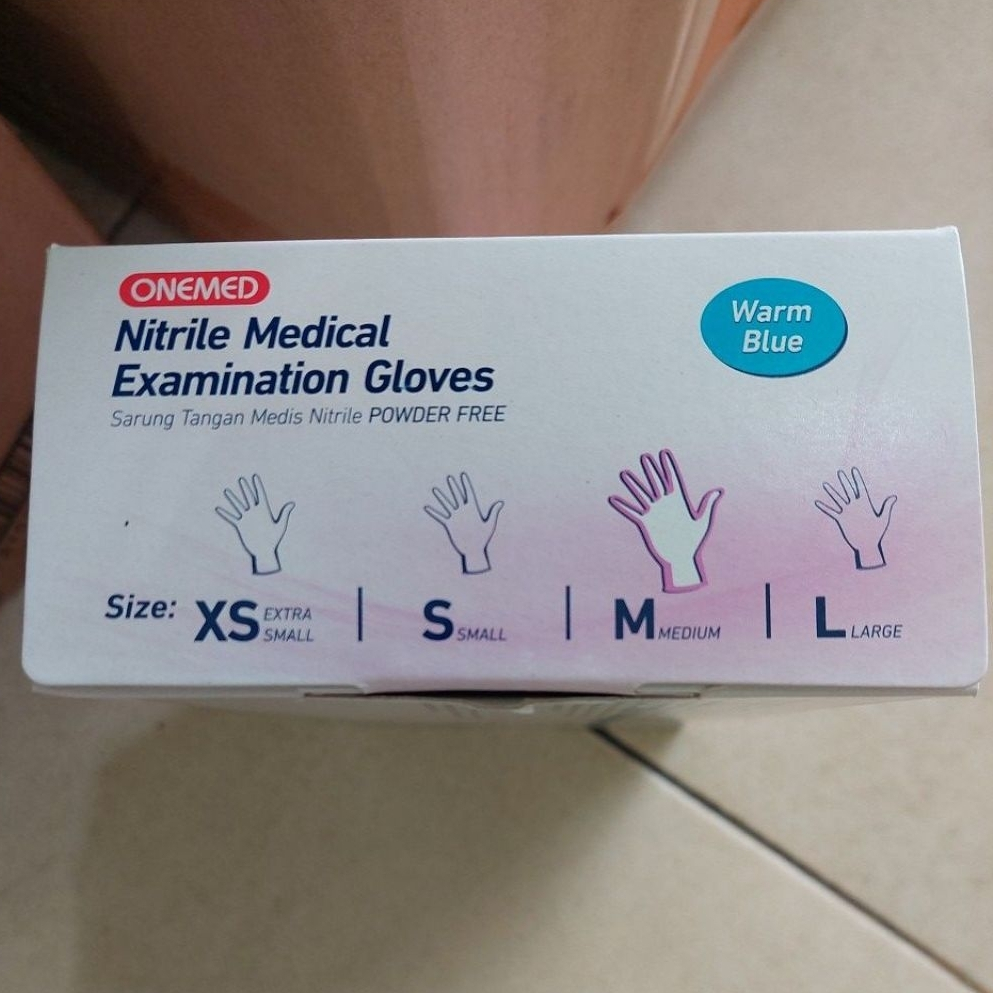 ONEMED
Nitrile Medical
Examination Gloves
Sarung Tangan Medis Nitrile POWDER FREE
Warm
Blue
Size:
XS EXTRA SMALL
S SMALL
M MEDIUM
L LARGE